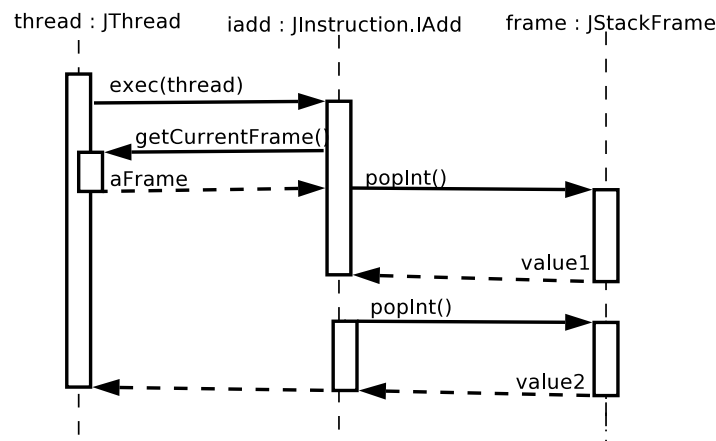 thread : JThread
iadd : JInstruction.IAdd
frame : JStackFrame
exec(thread)
getCurrentFrame()
aFrame
popInt()
value1
popInt()
value2